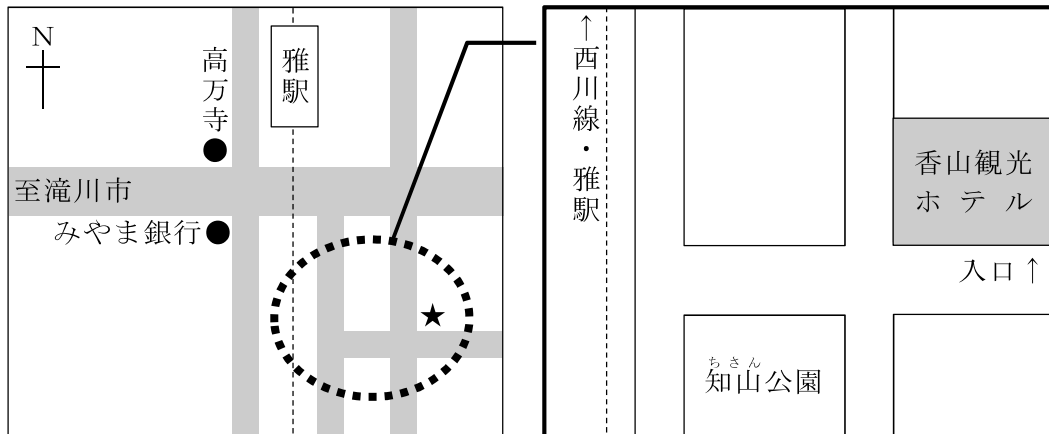 N
高万寺
雅駅
至滝川市
みやま銀行
★
↑西川線・雅駅
香山観光
ホテル
入口↑
ちさん
知山公園